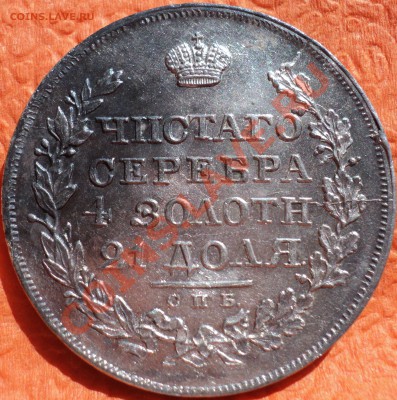 COINS.LAVE.RU
ЧИСТАГО
СЕРЕБРА
4 ЗОЛОТН
21 ДОЛЯ
СПБ